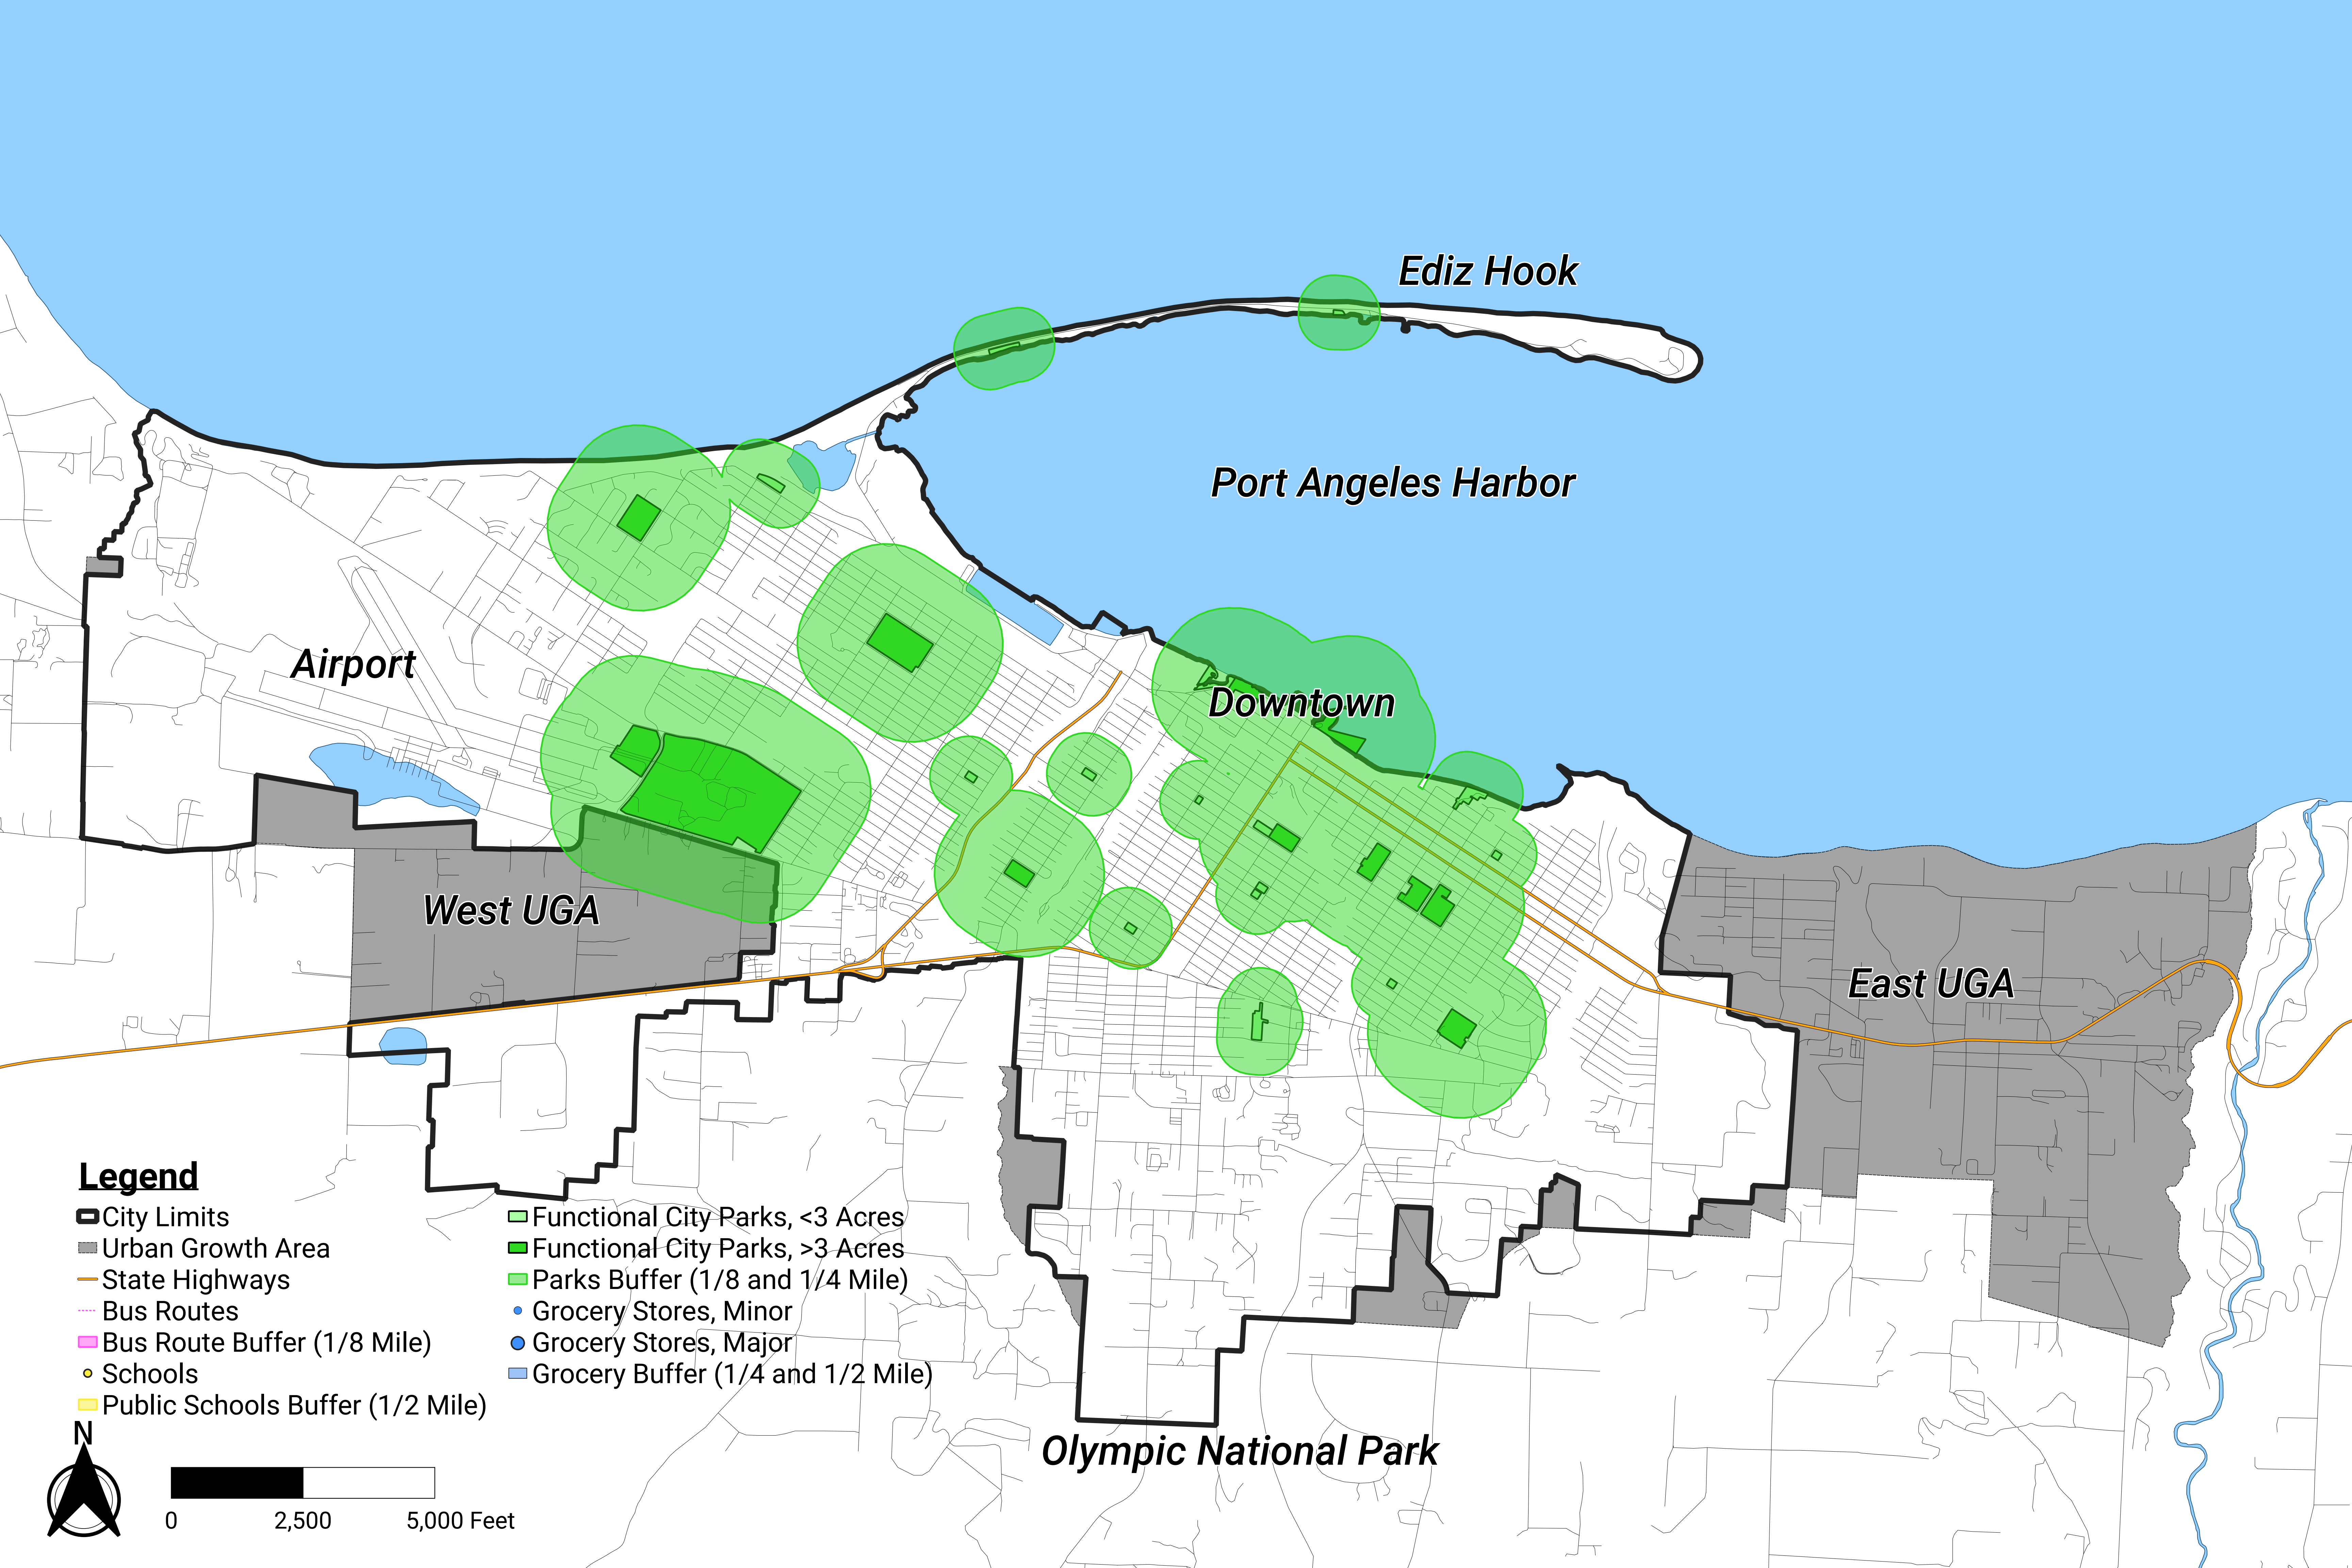 Ediz Hook
Port Angeles Harbor
Airport
Downtown
West UGA
East UGA
Legend
City Limits
Urban Growth Area
State Highways
Bus Routes
Bus Route Buffer (1/8 Mile)
Schools
Public Schools Buffer (1/2 Mile)
Functional City Parks, <3 Acres
Functional City Parks, >3 Acres
Parks Buffer (1/8 and 1/4 Mile)
Grocery Stores, Minor
Grocery Stores, Major
Grocery Buffer (1/4 and 1/2 Mile)
N
0 2,500 5,000 Feet
Olympic National Park